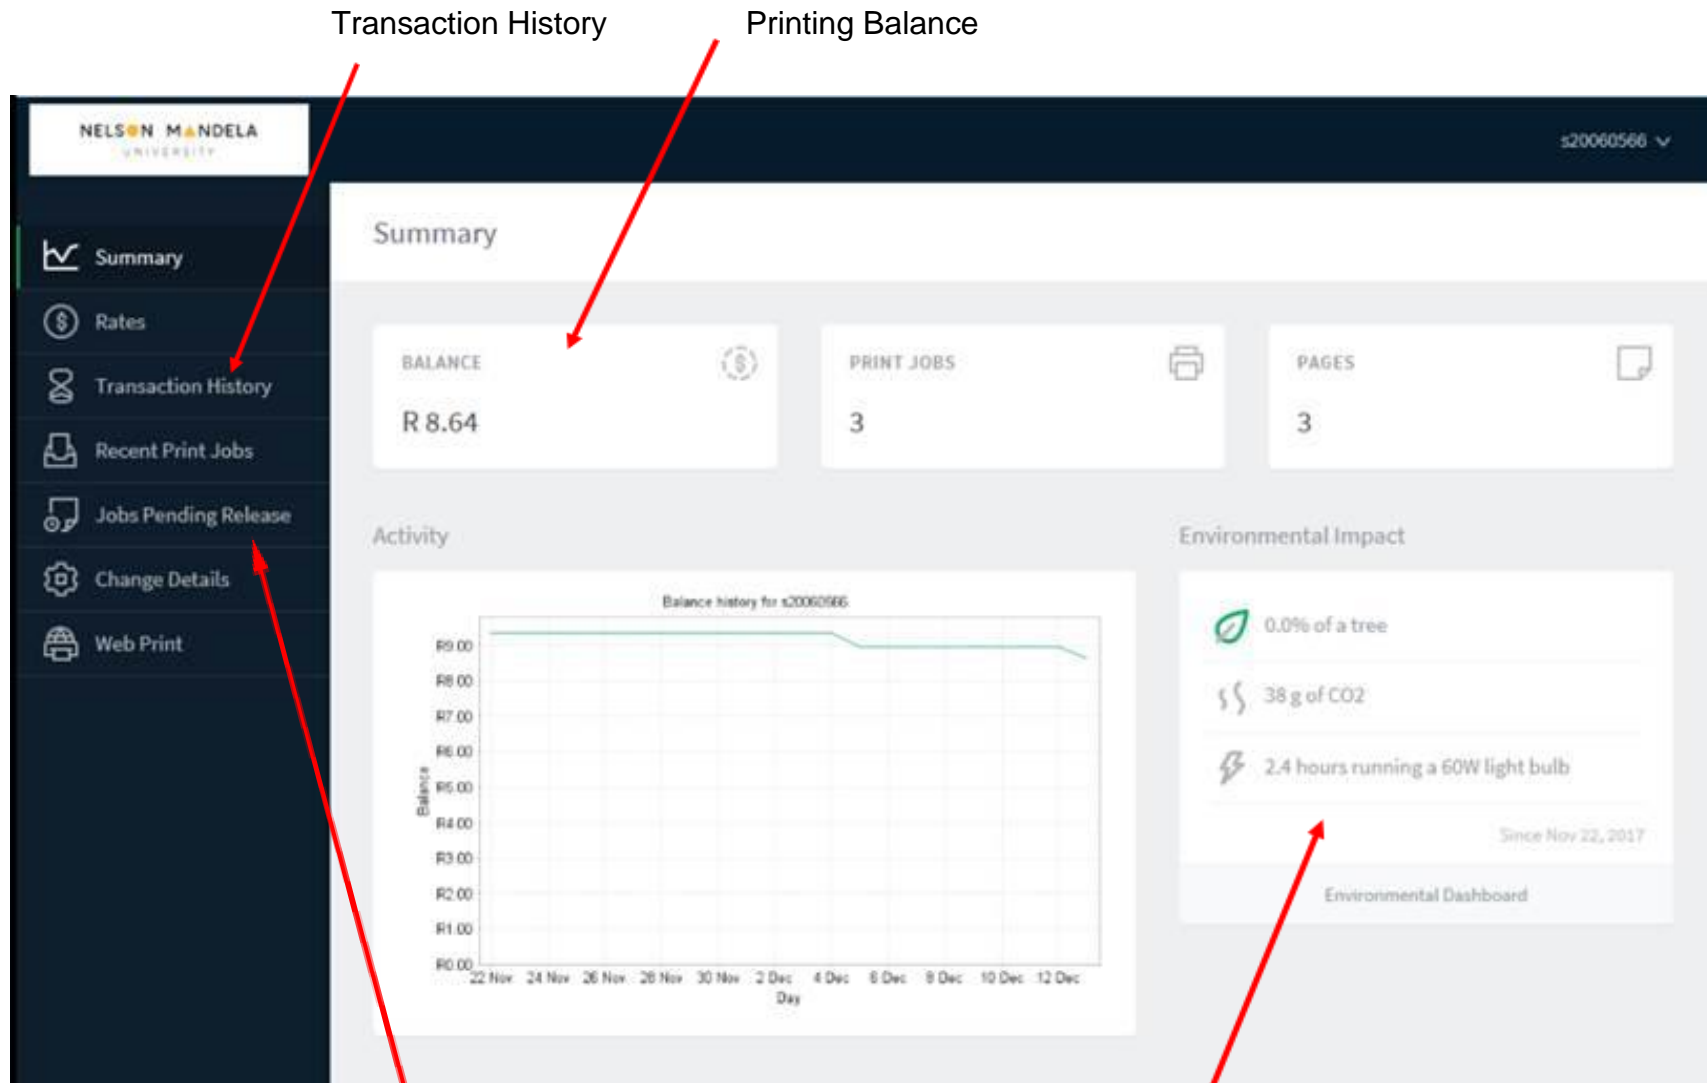 Transaction History
Printing Balance
NELSON MANDELA
UNIVERSITY
s20060566
Summary
Rates
Transaction History
Recent Print Jobs
Jobs Pending Release
Change Details
Web Print
Summary
BALANCE
R 8.64
PRINT JOBS
3
PAGES
3
Activity
Balance history for s20060566
R9.00
R8.00
R7.00
R6.00
R5.00
R4.00
R3.00
R2.00
R1.00
R0.00
Balance
22 Nov 24 Nov 26 Nov 28 Nov 30 Nov 2 Dec 4 Dec 6 Dec 8 Dec 10 Dec 12 Dec
Day
Environmental Impact
0.0% of a tree
38 g of CO2
2.4 hours running a 60W light bulb
Since Nov 22, 2017
Environmental Dashboard